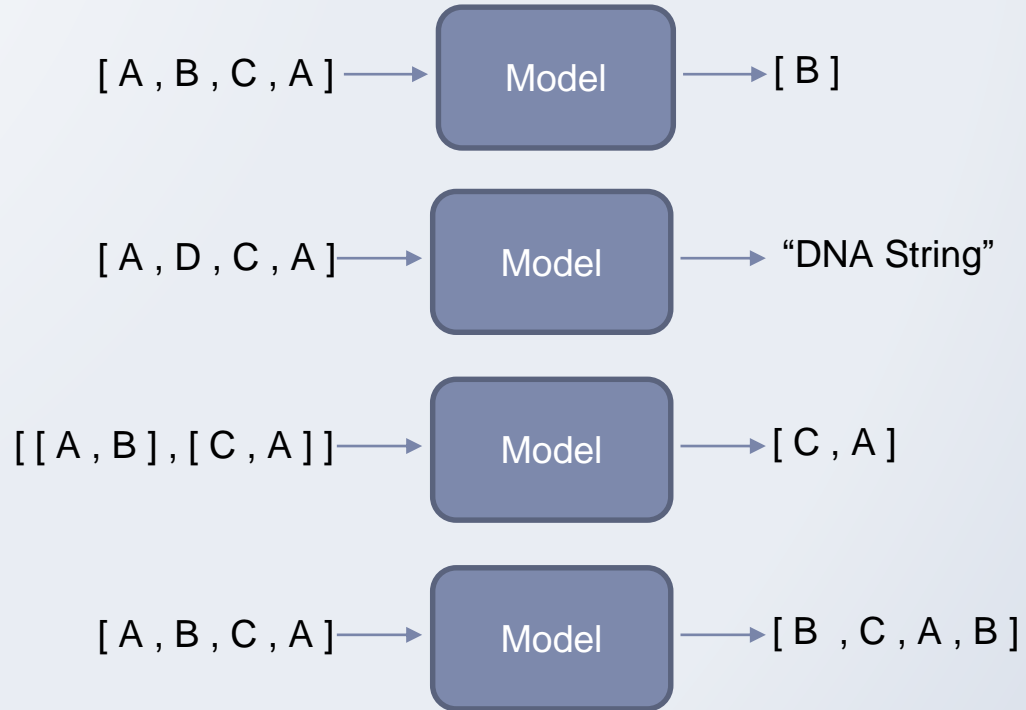 [ A , B , C , A ] Model [ B ]
[ A , D , C , A ] Model “DNA String”
[ [ A , B ] , [ C , A ] ] Model [ C , A ]
[ A , B , C , A ] Model [ B , C , A , B ]